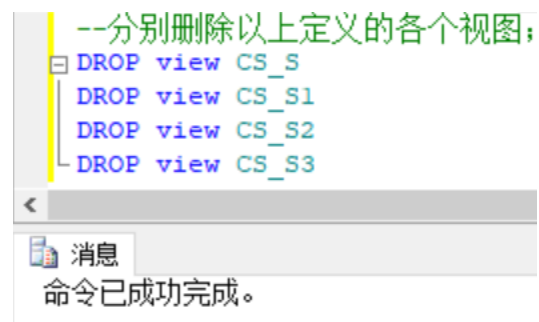 --分别删除以上定义的各个视图；
DROP view CS_S
DROP view CS_S1
DROP view CS_S2
DROP view CS_S3
消息
命令已成功完成。